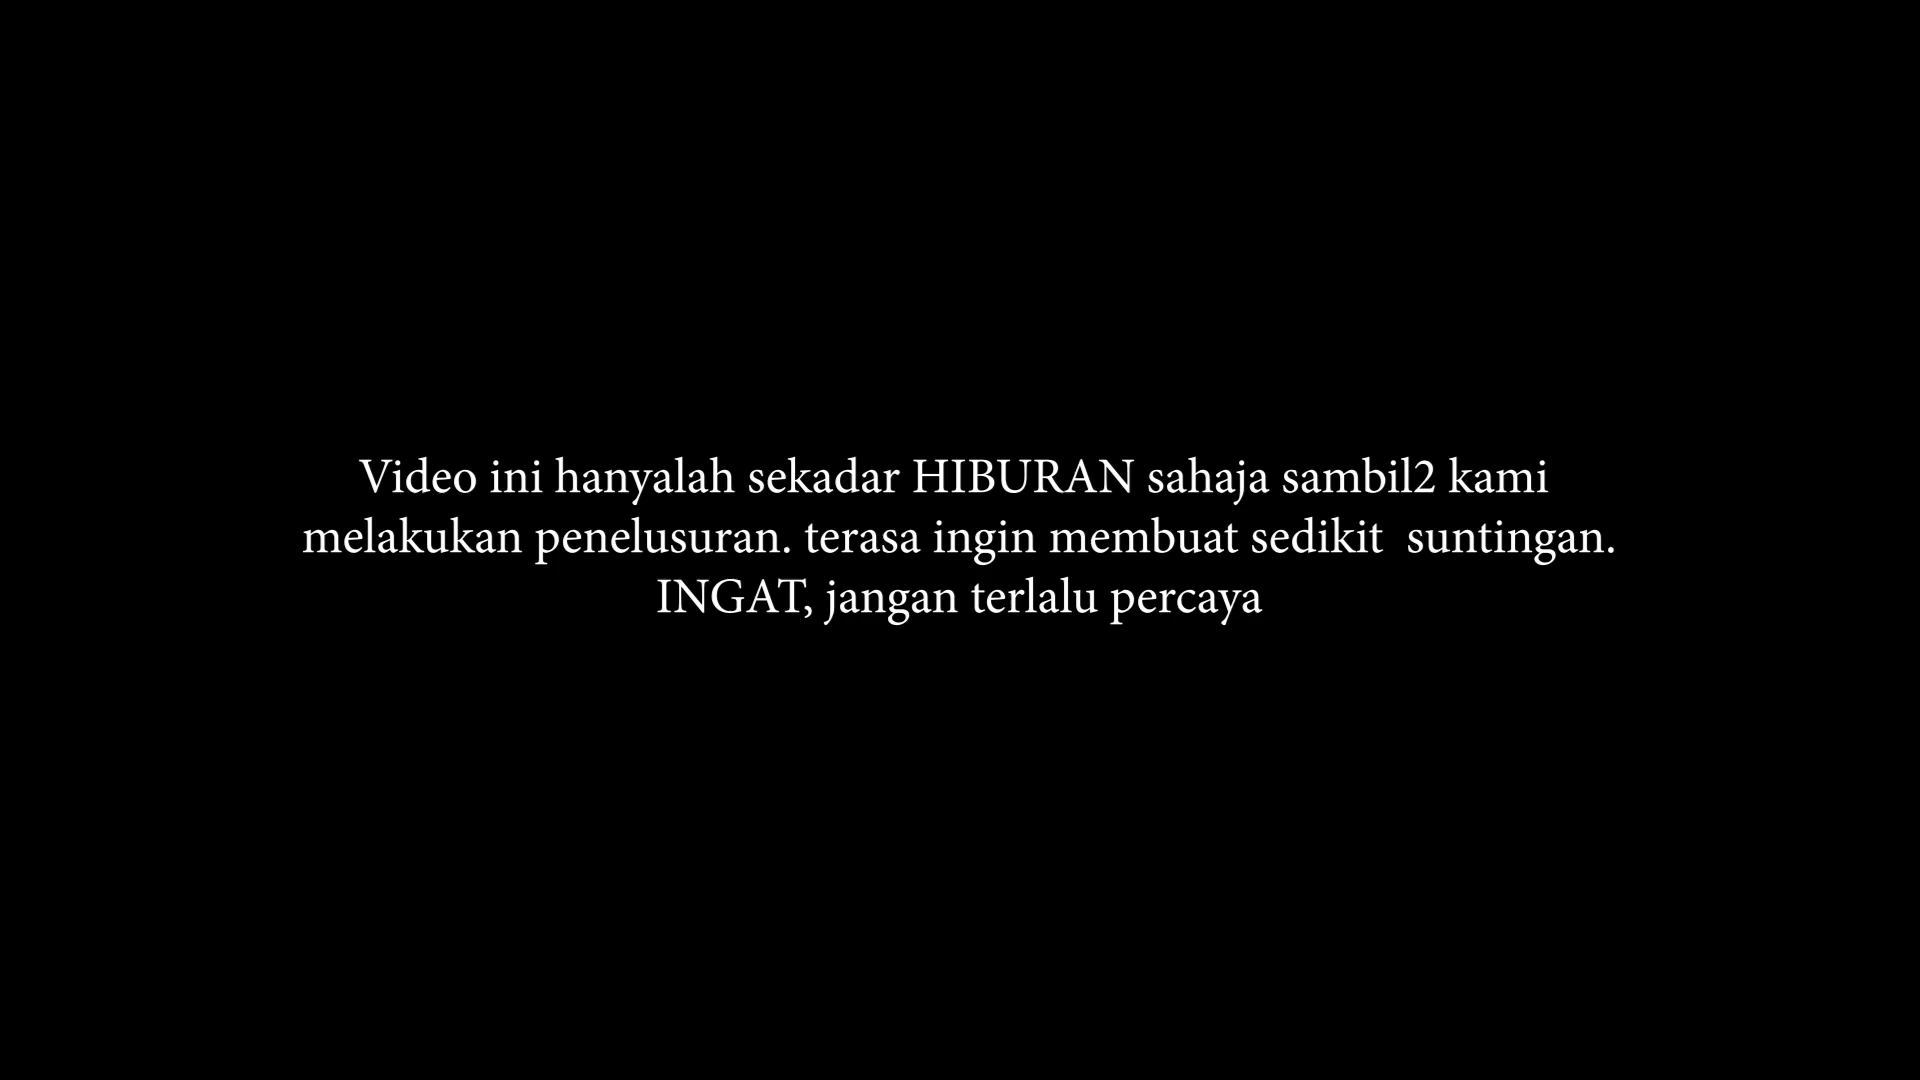 Video ini hanyalah sekadar HIBURAN sahaja sambil2 kami
melakukan penelusuran. terasa ingin membuat sedikit  suntingan.
INGAT, jangan terlalu percaya